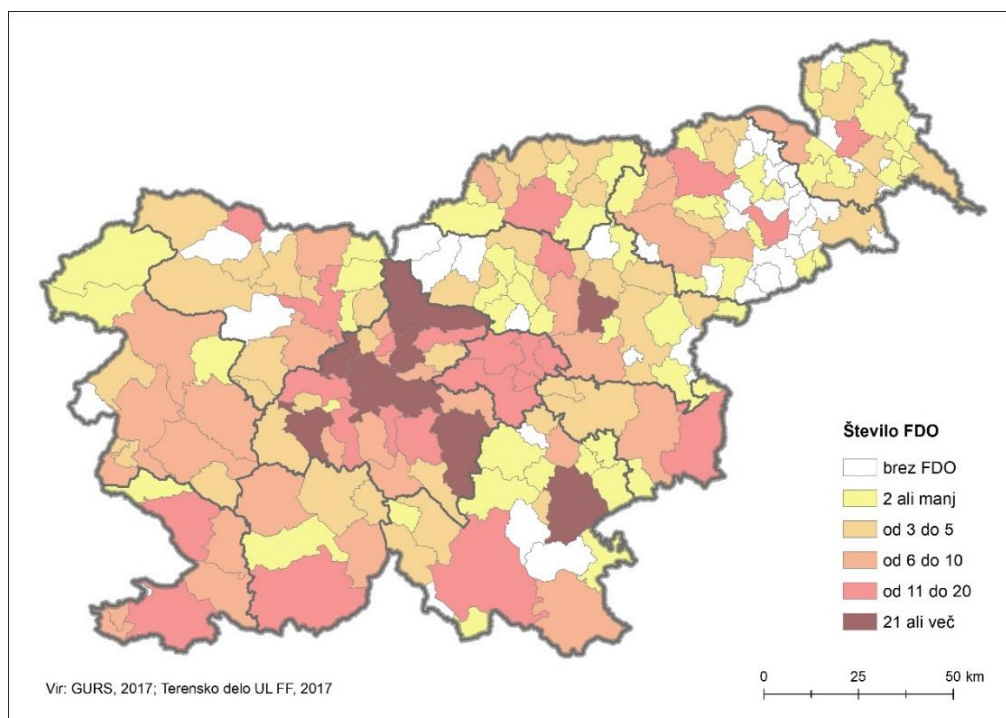 Število FDO
brez FDO
2 ali manj
od 3 do 5
od 6 do 10
od 11 do 20
21 ali več
Vir: GURS, 2017; Terensko delo UL FF, 2017
0 25 50 km